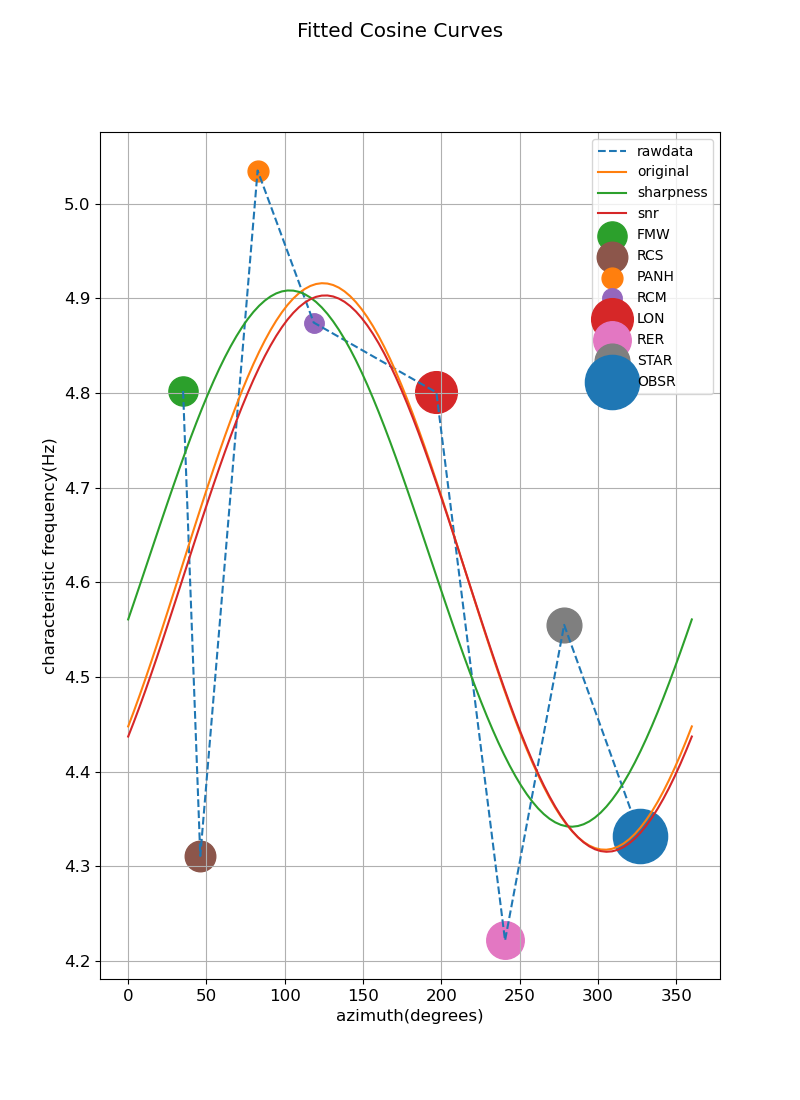 Fitted Cosine Curves
rawdata
original
sharpness
snr
FMW
RCS
PANH
RCM
LON
RER
STAR
OBSR
characteristic frequency(Hz)
5.0
4.9
4.8
4.7
4.6
4.5
4.4
4.3
4.2
0 50 100 150 200 250 300 350
azimuth(degrees)